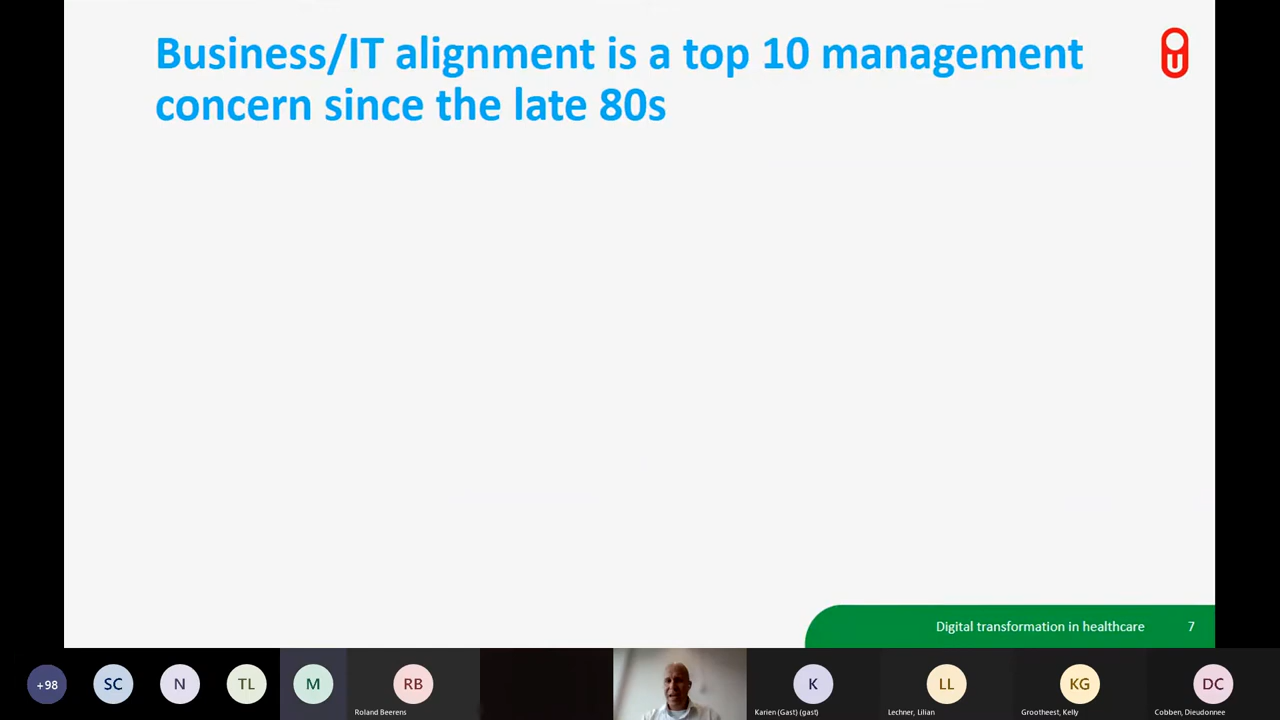 Business/IT alignment is a top 10 management
concern since the late 80s
Digital transformation in healthcare 7
+98 SC N TL M RB K LL KG DC
Roland Beerens Karien (Gast) (gast) Lechner, Lilian Grootheest, Kelly Cobben, Dieudonnee